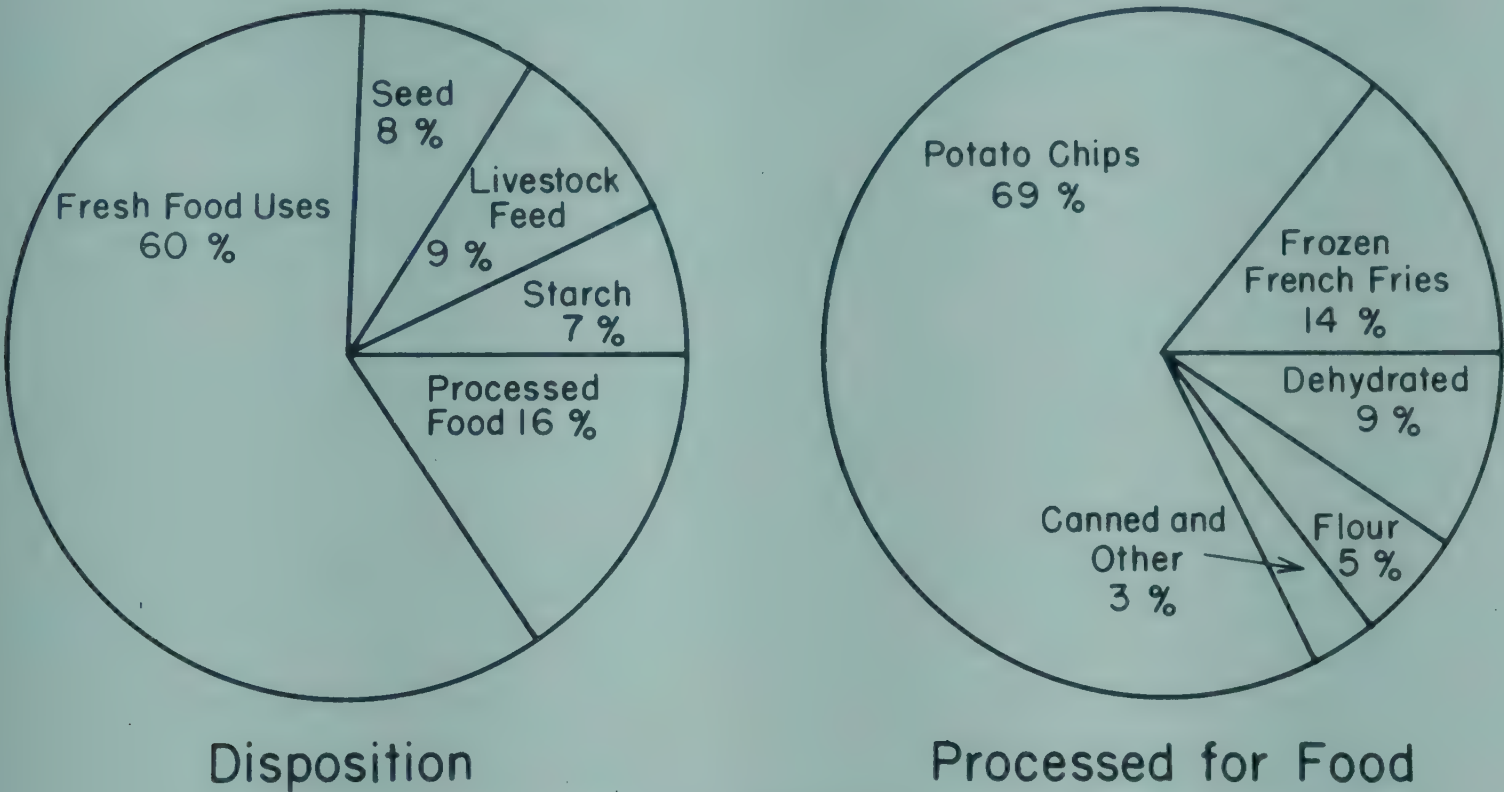 Seed
8 %
Livestock
Feed
9 %
Fresh Food Uses
60 %
Starch
7 %
Processed
Food 16 %
Disposition
Potato Chips
69 %
Frozen
French Fries
14 %
Dehydrated
9 %
Flour
5 %
Canned and
Other
3 %
Processed for Food